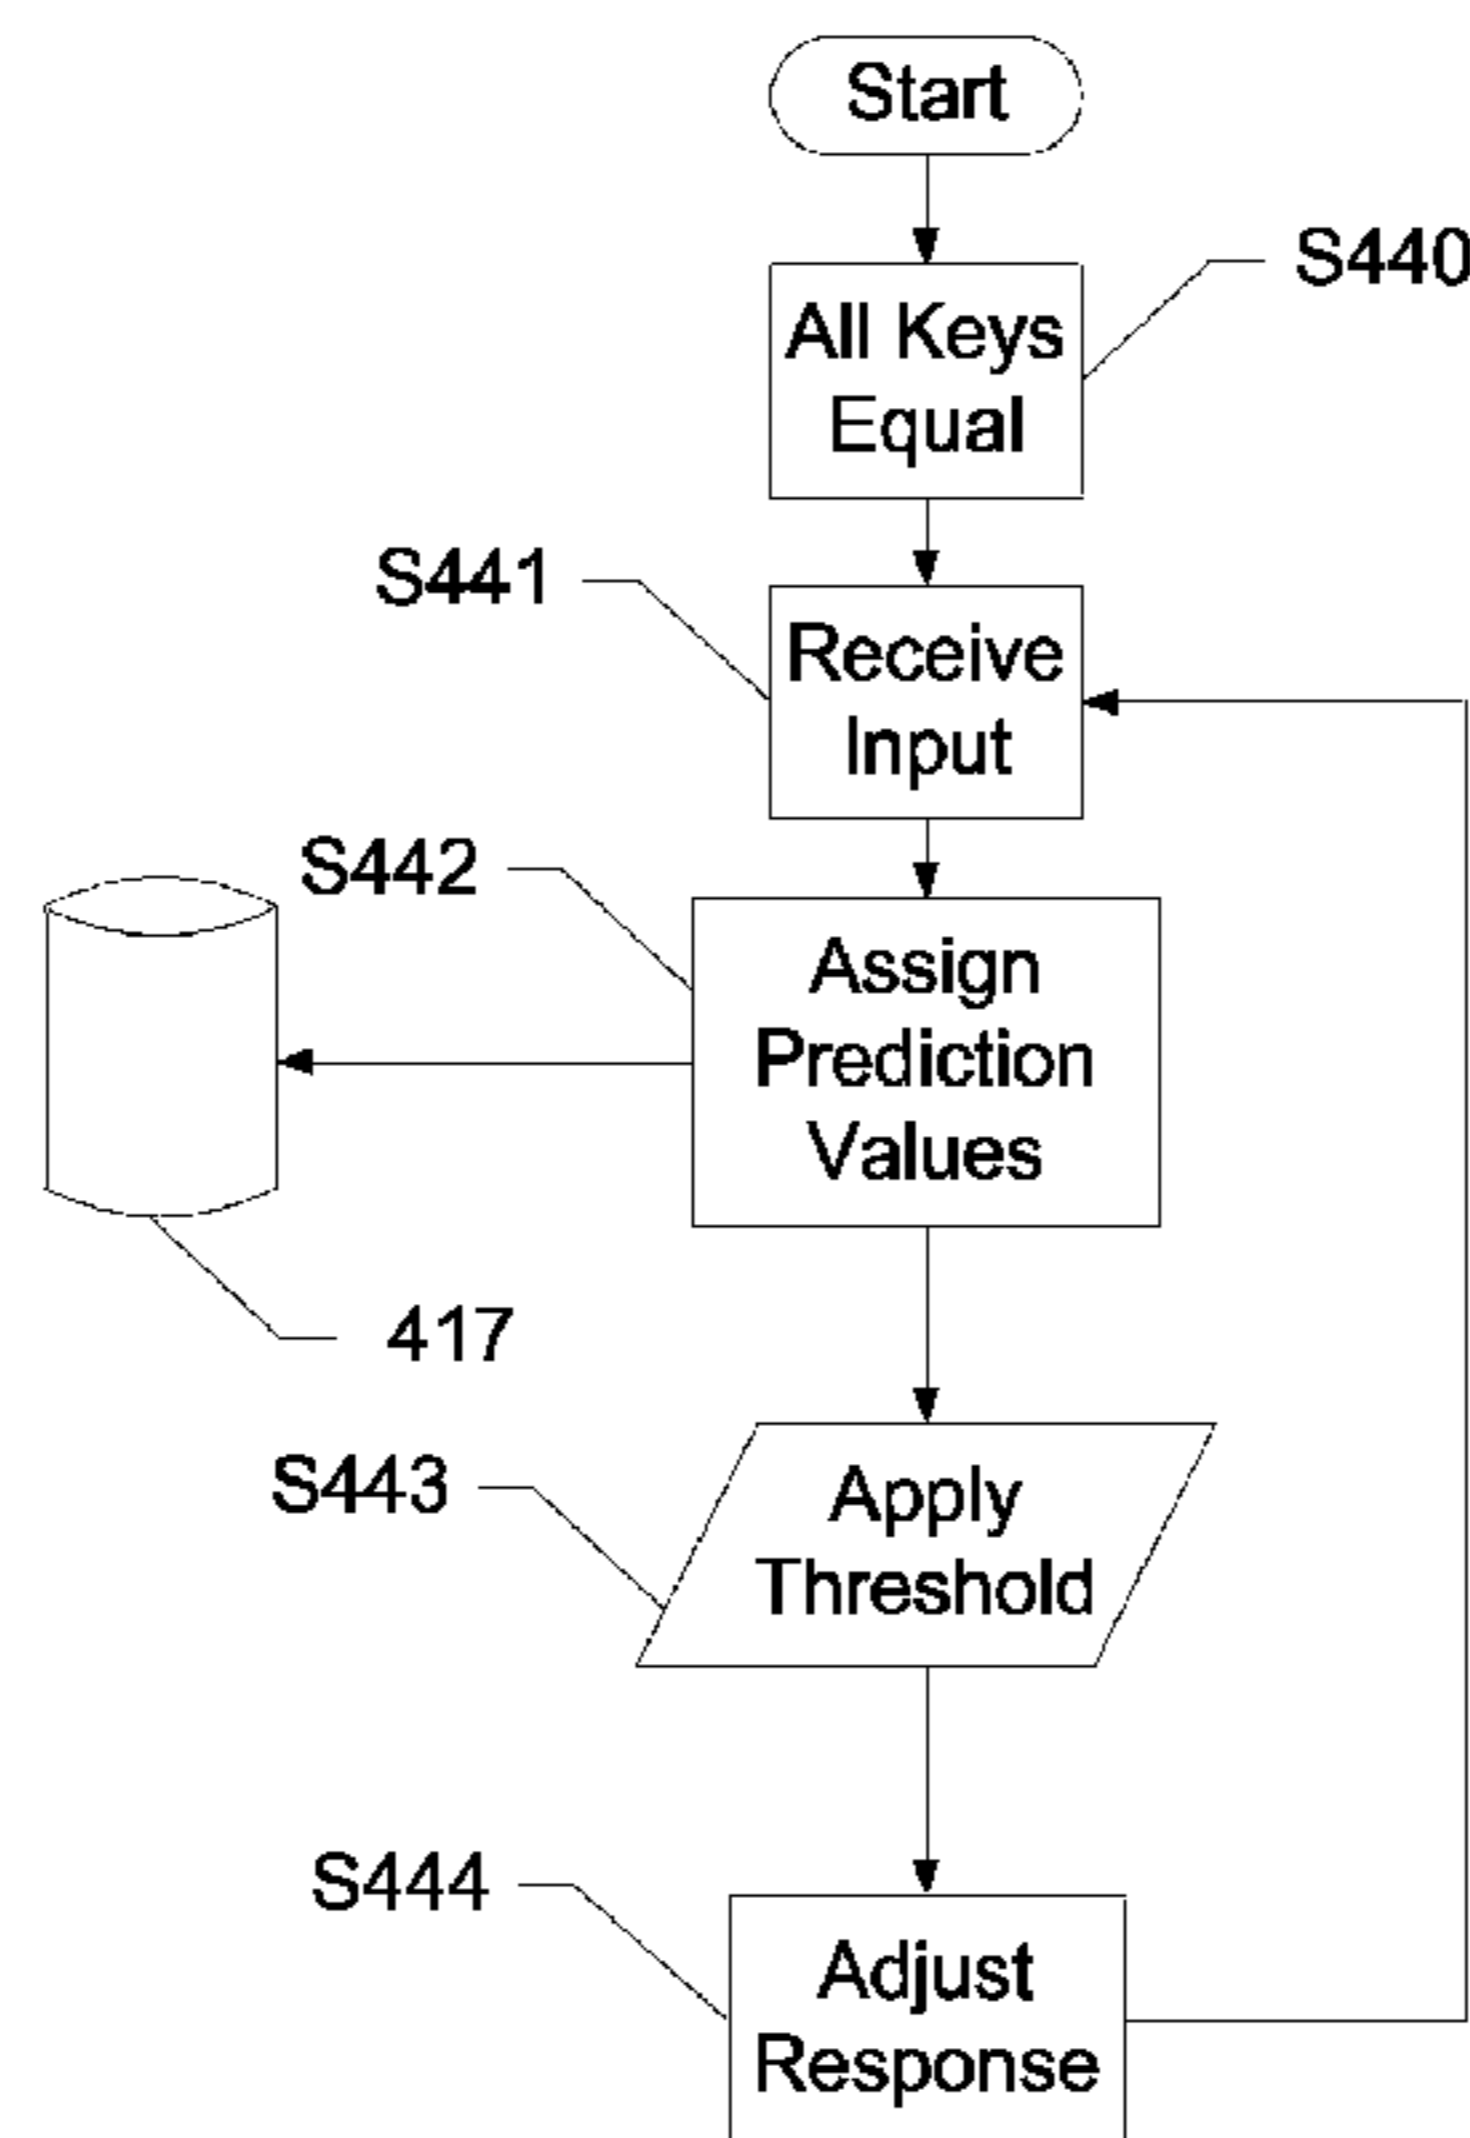 Start
S440
All Keys
Equal
S441
Receive
Input
S442
Assign
Prediction
Values
417
S443
Apply
Threshold
S444
Adjust
Response